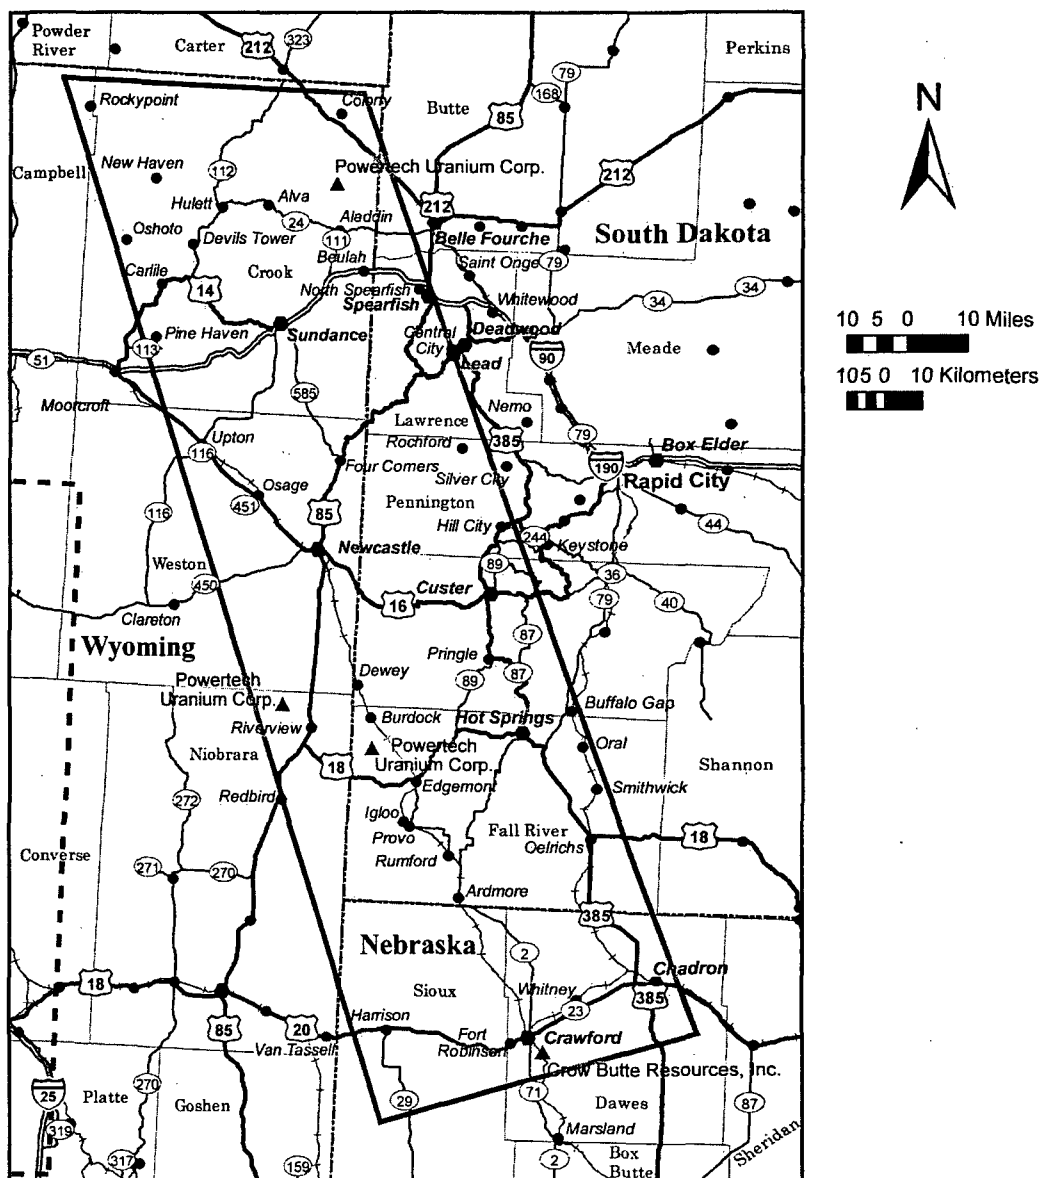 Powder
River
Carter
212
323
Perkins
79
168
Butte
85
Rockypoint
Colony
N
New Haven
Campbell
112
Powertech Uranium Corp.
212
Hulett
Alva
24
Aladdin
212
Oshoto
Devils Tower
111
Belle Fourche
South Dakota
Carlile
Crook
Beulah
Saint Onge
79
14
North Spearfish
Spearfish
Whitewood
34
34
Pine Haven
Sundance
Central
City
Deadwood
10 5 0 10 Miles
113
51
Lead
90
Meade
105 0 10 Kilometers
585
Moorcroft
Nemo
Lawrence
Upton
116
Rochford
385
79
Box Elder
Four Corners
190
Silver City
Rapid City
Osage
451
85
Pennington
116
Hill City
244
44
Newcastle
Keystone
Weston
89
450
Custer
36
16
79
40
Clareton
87
Wyoming
Pringle
Dewey
89
87
Powertech
Uranium Corp.
Buffalo Gap
Burdock
Hot Springs
Riverview
Powertech
Uranium Corp.
Oral
Niobrara
18
Shannon
Edgemont
Smithwick
272
Redbird
Igloo
Provo
Fall River
Oelrichs
18
Converse
Rumford
271
270
Ardmore
385
Nebraska
2
Chadron
18
Sioux
Whitney
385
23
Harrison
85
20
Fort
Robinson
Crawford
Van Tassell
Crow Butte Resources, Inc.
270
25
Platte
Goshen
29
71
Dawes
87
319
Marsland
Sheridan
317
159
2
Box
Butte